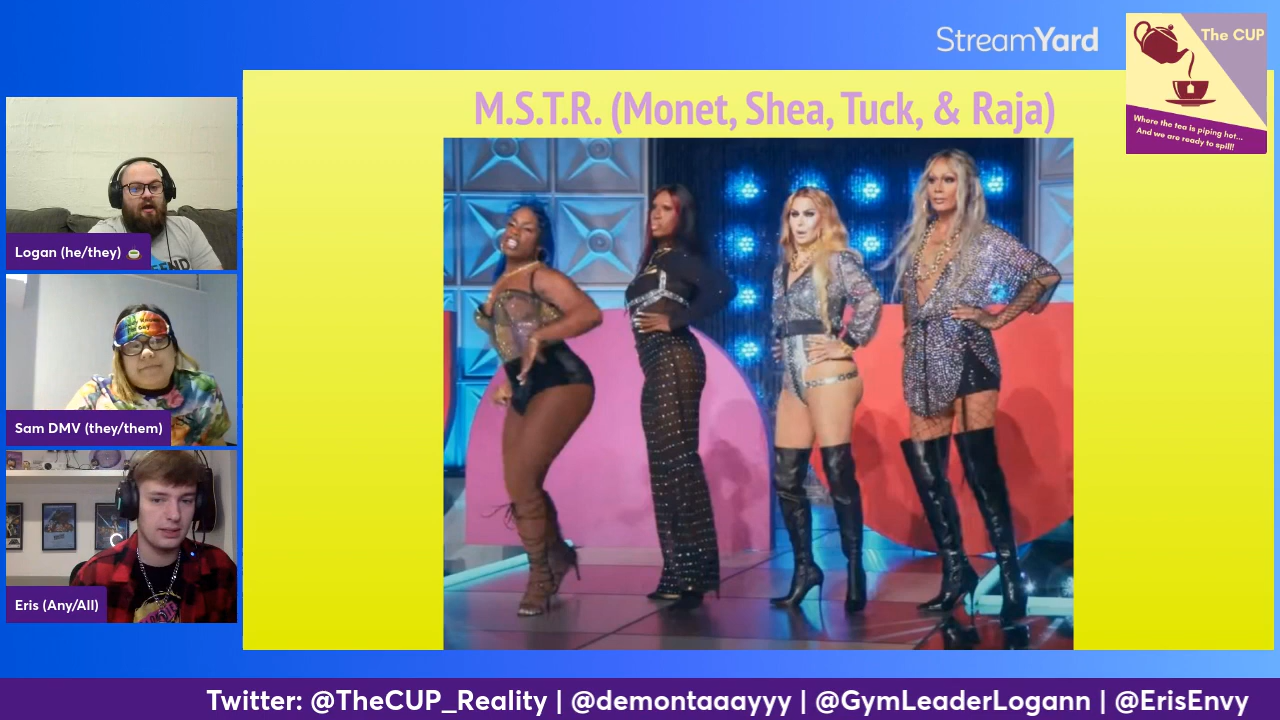 StreamYard
The CUP
Where the tea is piping hot...
And we are ready to spill!
M.S.T.R. (Monet, Shea, Tuck, & Raja)
Logan (he/they)
Sam DMV (they/them)
Eris (Any/All)
Twitter: @TheCUP_Reality | @demontaaayyy | @GymLeaderLogann | @ErisEnvy